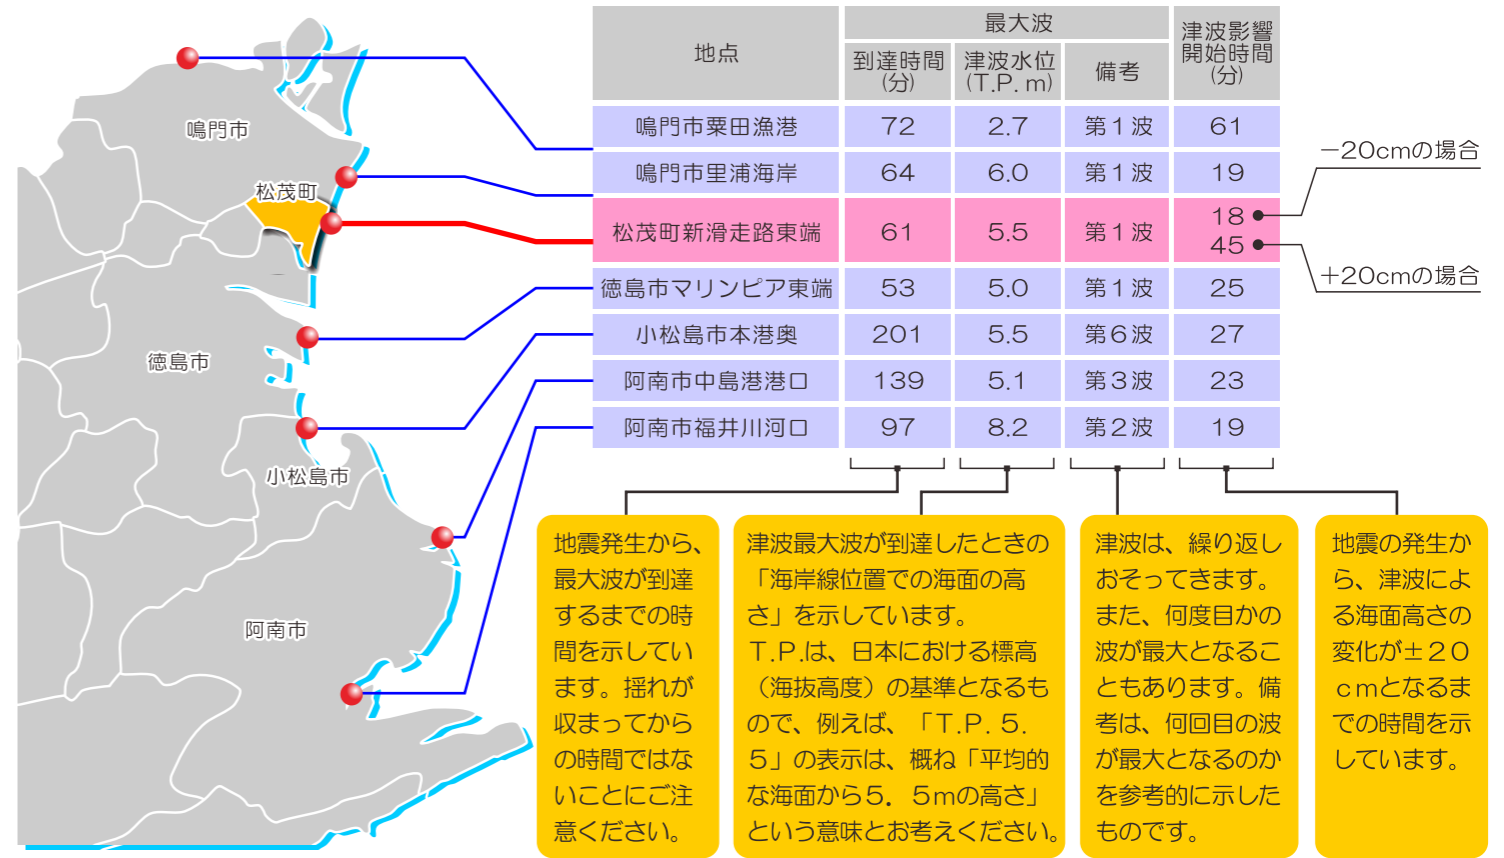 鳴門市
松茂町
徳島市
小松島市
阿南市
地点
最大波
津波影響
開始時間
(分)
到達時間
(分)
津波水位
(T.P. m)
備考
鳴門市粟田漁港 72 2.7 第1波 61
鳴門市里浦海岸 64 6.0 第1波 19
松茂町新滑走路東端 61 5.5 第1波 18
45
徳島市マリンピア東端 53 5.0 第1波 25
小松島市本港奥 201 5.5 第6波 27
阿南市中島港港口 139 5.1 第3波 23
阿南市福井川河口 97 8.2 第2波 19
−20cmの場合
+20cmの場合
地震発生から、
最大波が到達
するまでの時
間を示してい
ます。揺れが
収まってから
の時間ではな
いことにご注
意ください。
津波最大波が到達したときの
「海岸線位置での海面の高
さ」を示しています。
T.P.は、日本における標高
(海抜高度)の基準となるも
ので、例えば、「T.P. 5.
5」の表示は、概ね「平均的
な海面から5. 5mの高さ」
という意味とお考えください。
津波は、繰り返し
おそってきます。
また、何度目かの
波が最大となるこ
ともあります。備
考は、何回目の波
が最大となるのか
を参考的に示した
ものです。
地震の発生か
ら、津波によ
る海面高さの
変化が±20
cmとなるま
での時間を示
しています。